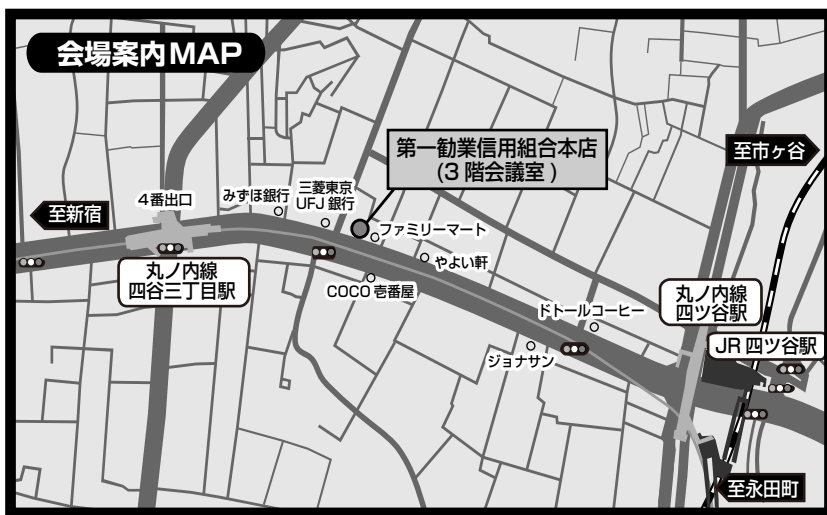 会場案内MAP
第一勧業信用組合本店
(3階会議室)
至市ヶ谷
三菱東京
UFJ銀行
みずほ銀行
4番出口
至新宿
ファミリーマート
やよい軒
丸ノ内線
四谷三丁目駅
COCO壱番屋
丸ノ内線
四ツ谷駅
ドトールコーヒー
JR四ツ谷駅
ジョナサン
至永田町